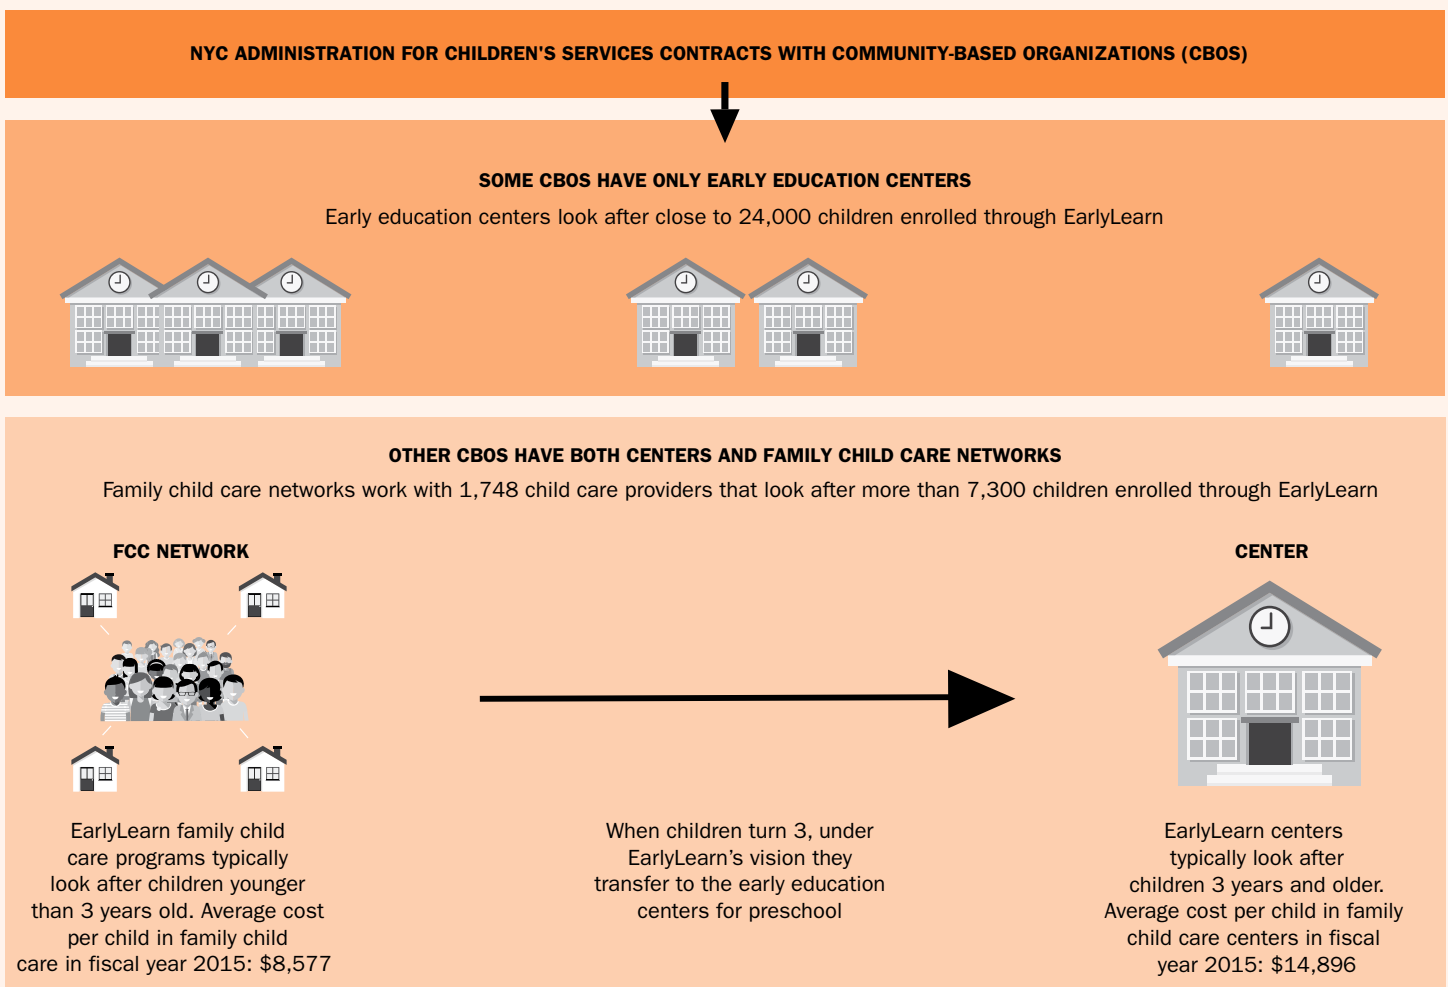 NYC ADMINISTRATION FOR CHILDREN'S SERVICES CONTRACTS WITH COMMUNITY-BASED ORGANIZATIONS (CBOS)
SOME CBOS HAVE ONLY EARLY EDUCATION CENTERS
Early education centers look after close to 24,000 children enrolled through EarlyLearn
OTHER CBOS HAVE BOTH CENTERS AND FAMILY CHILD CARE NETWORKS
Family child care networks work with 1,748 child care providers that look after more than 7,300 children enrolled through EarlyLearn
FCC NETWORK
EarlyLearn family child
care programs typically
look after children younger
than 3 years old. Average cost
per child in family child
care in fiscal year 2015: $8,577
When children turn 3, under
EarlyLearn’s vision they
transfer to the early education
centers for preschool
CENTER
EarlyLearn centers
typically look after
children 3 years and older.
Average cost per child in family
child care centers in fiscal
year 2015: $14,896